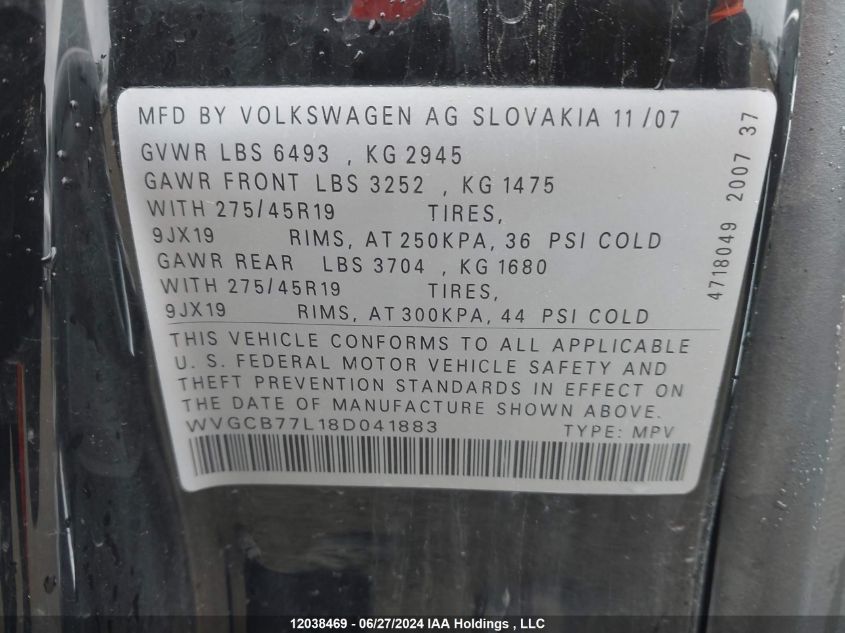 MFD BY VOLKSWAGEN AG SLOVAKIA 11/07
GVWR LBS 6493 , KG 2945
GAWR FRONT LBS 3252 , KG 1475
WITH 275/45R19 TIRES,
9JX19 RIMS, AT 250KPA, 36 PSI COLD
GAWR REAR LBS 3704 , KG 1680
WITH 275/45R19 TIRES,
9JX19 RIMS, AT 300KPA, 44 PSI COLD
THIS VEHICLE CONFORMS TO ALL APPLICABLE
U. S. FEDERAL MOTOR VEHICLE SAFETY AND
THEFT PREVENTION STANDARDS IN EFFECT ON
THE DATE OF MANUFACTURE SHOWN ABOVE.
WVGCB77L18D041883 TYPE: MPV
4718049 2007 37
12038469 - 06/27/2024 IAA Holdings , LLC